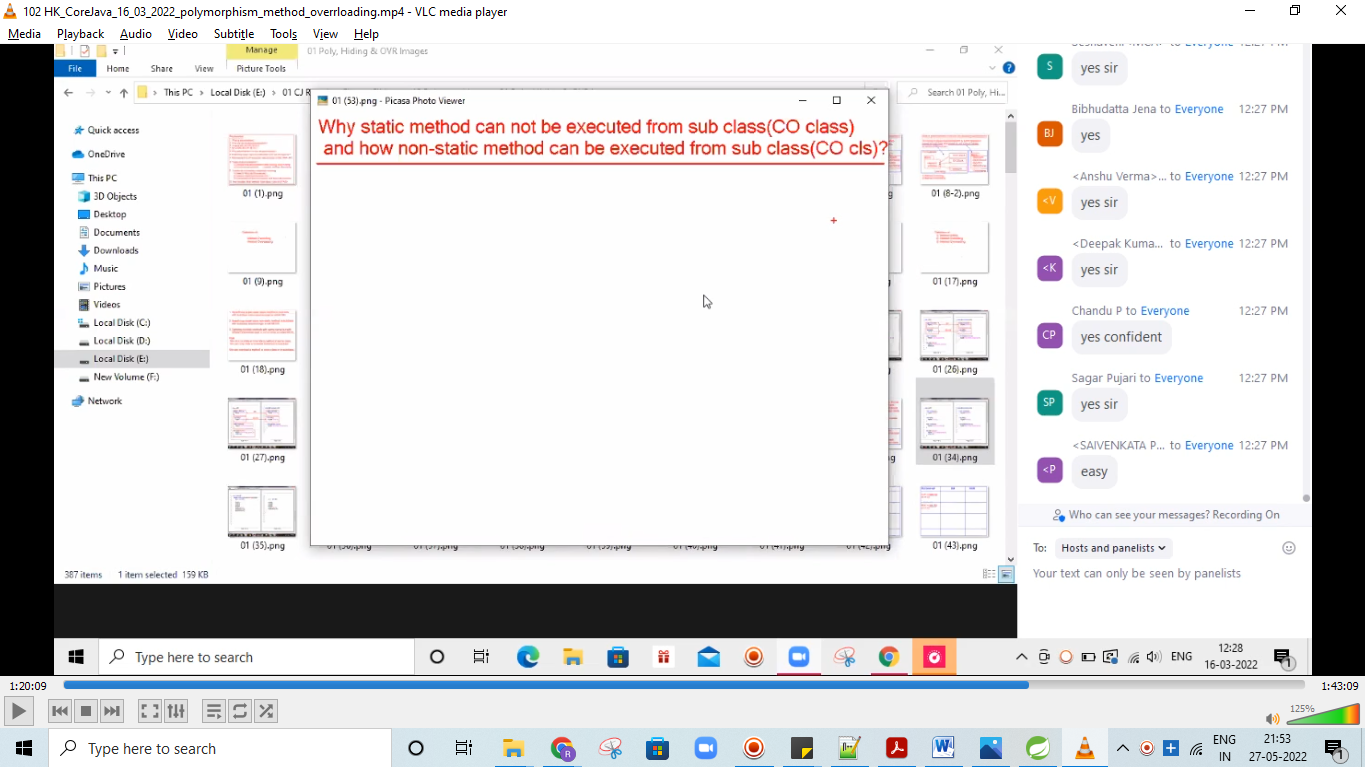 102 HK_CoreJava_16_03_2022_polymorphism_method_overloading.mp4 - VLC media player
Media Playback Audio Video Subtitle Tools View Help
Manage
01 Poly, Hiding & OVR Images
File Home Share View Picture Tools
This PC Local Disk (E:) 01 CJ
Search 01 Poly, Hi...
Quick access
OneDrive
This PC
3D Objects
Desktop
Documents
Downloads
Music
Pictures
Videos
Local Disk (C:)
Local Disk (D:)
Local Disk (E:)
New Volume (F:)
Network
01 (1).png
01 (9).png
01 (18).png
01 (27).png
01 (35).png
01 (53).png - Picasa Photo Viewer
Why static method can not be executed from sub class(CO class)
and how non-static method can be executed from sub class(CO cls)?
01 (8-2).png
01 (17).png
01 (26).png
01 (34).png
01 (43).png
387 items 1 item selected 159 KB
to Everyone 12:27 PM
S
yes sir
Bibhudatta Jena to Everyone 12:27 PM
BJ
yes
<Anshu Verma>... to Everyone 12:27 PM
<V
yes sir
<Deepak Kuma... to Everyone 12:27 PM
<K
yes sir
Chandu P to Everyone 12:27 PM
CP
yes confident
Sagar Pujari to Everyone 12:27 PM
SP
yes sir
<SAIVENKATA P... to Everyone 12:27 PM
<P
easy
Who can see your messages? Recording On
To: Hosts and panelists
Your text can only be seen by panelists
Type here to search
ENG
12:28
16-03-2022
1
1:20:09
1:43:09
125%
Type here to search
ENG
IN
21:53
27-05-2022
1